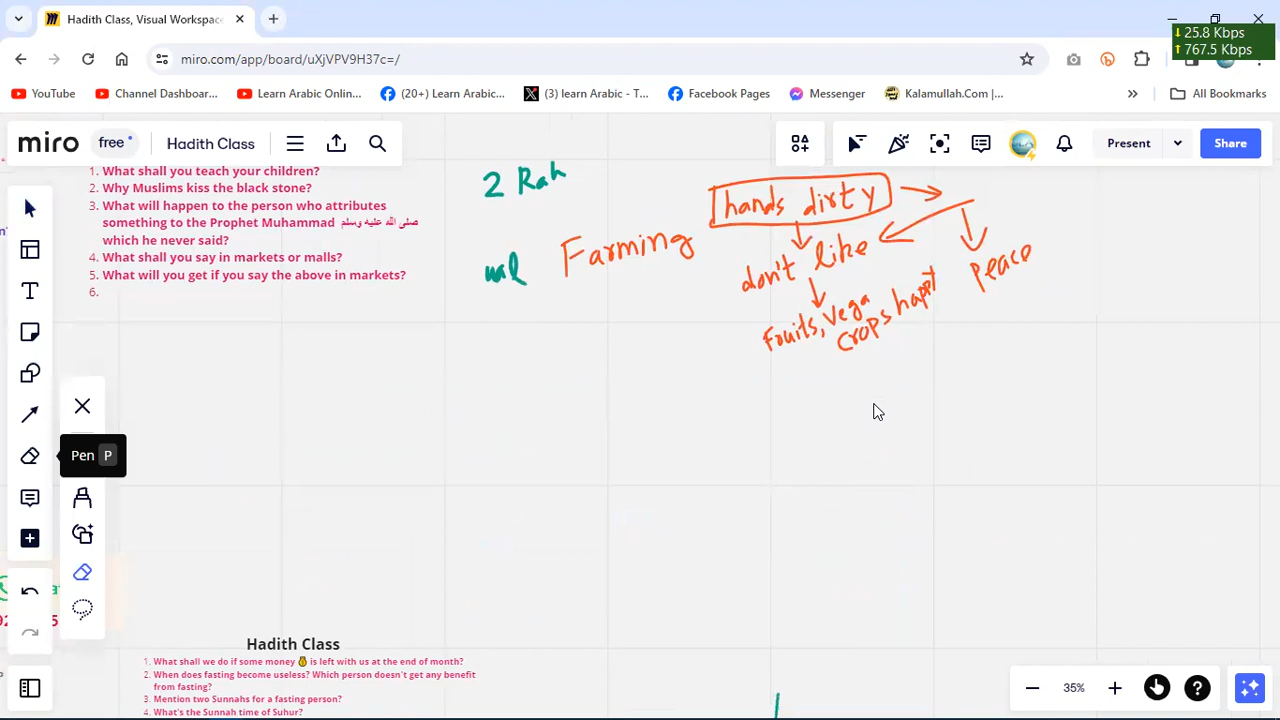 Hadith Class, Visual Workspace
25.8 Kbps
767.5 Kbps
miro.com/app/board/uXjVPV9H37c=/
YouTube
Channel Dashboar...
Learn Arabic Onlin...
(20+) Learn Arabic...
(3) learn Arabic - T...
Facebook Pages
Messenger
Kalamullah.Com |...
All Bookmarks
miro
free
Hadith Class
Present
Share
1. What shall you teach your children?
2. Why Muslims kiss the black stone?
3. What will happen to the person who attributes
something to the Prophet Muhammad صلى الله عليه وسلم
which he never said?
4. What shall you say in markets or malls?
5. What will you get if you say the above in markets?
6.
2 Rah
Farming
hands dirty
don't like
Peace
Fruits, Vega
Crops
Pen P
Hadith Class
1. What shall we do if some money 💰 is left with us at the end of month?
2. When does fasting become useless? Which person doesn't get any benefit
from fasting?
3. Mention two Sunnahs for a fasting person?
4. What's the Sunnah time of Suhur?
35%